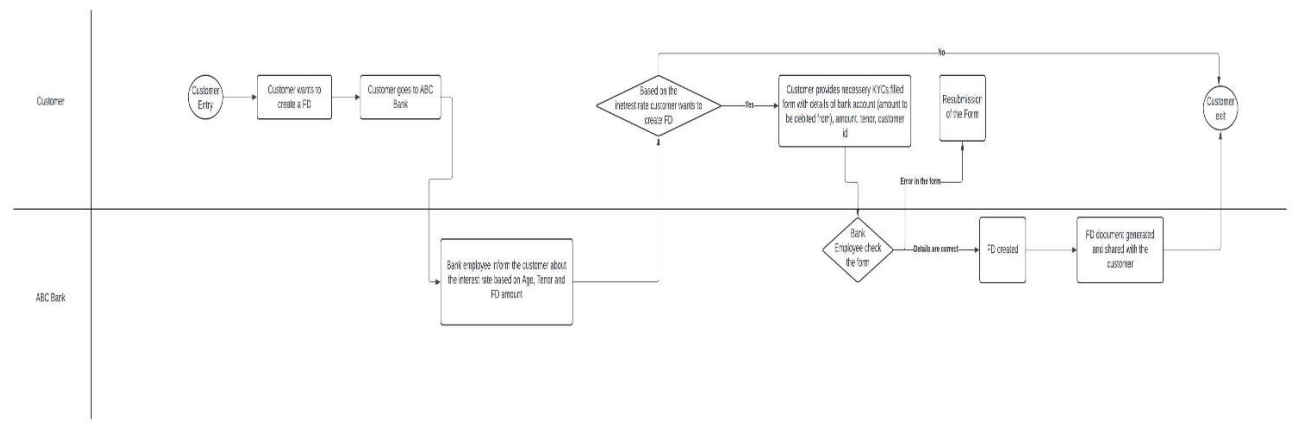 No
Customer
Customer
Entry
Customer wants to
create a FD
Customer goes to ABC
Bank
Based on the
inetrest rate customer wants to
create FD
Yes
Customer provides necessery KYCs filled
form with details of bank account (amount to
be debited from), amount, tenor, customer
id
Resubmission
of the Form
Customer
exit
Error in the form
ABC Bank
Bank employee inform the customer about
the interest rate based on Age, Tenor and
FD amount
Bank
Employee check
the form
Details are correct
FD created
FD document generated
and shared with the
customer